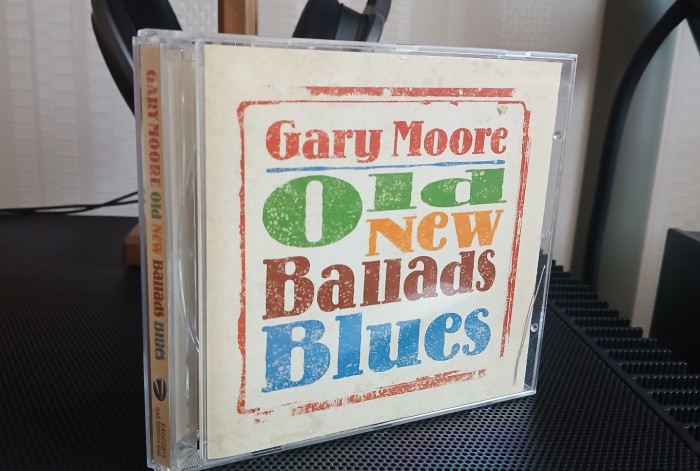 Gary Moore
Old
New
Ballads
Blues
GARY MOORE Old New Ballads Blues